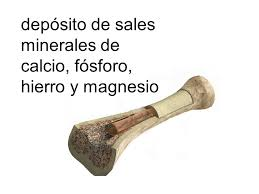 depósito de sales
minerales de
calcio, fósforo,
hierro y magnesio